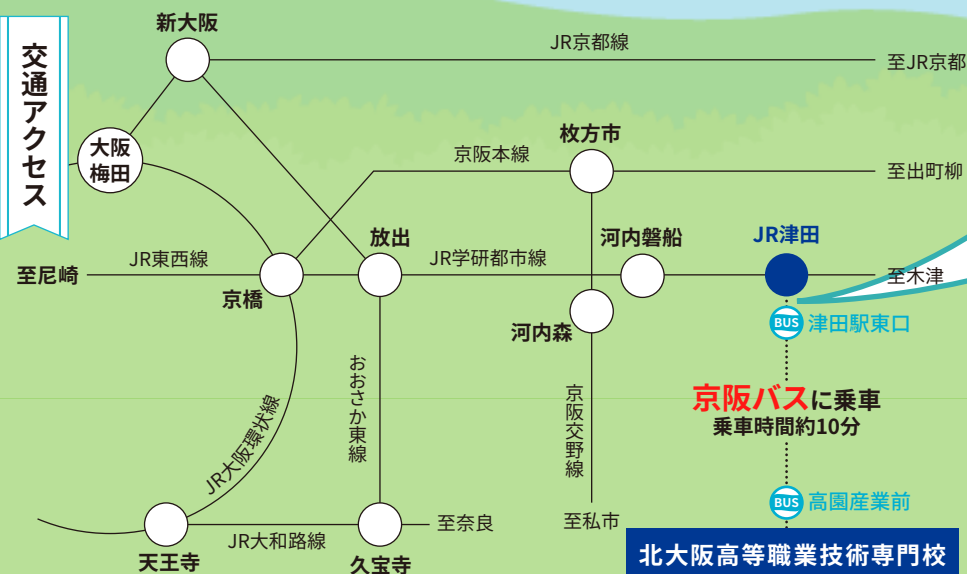 交通アクセス
新大阪
JR京都線
至JR京都
大阪
梅田
京阪本線
枚方市
至出町柳
至尼崎
JR東西線
京橋
放出
JR学研都市線
河内磐船
JR津田
至木津
BUS 津田駅東口
河内森
おおさか東線
京阪交野線
京阪バスに乗車
乗車時間約10分
JR大阪環状線
BUS 高園産業前
天王寺
JR大和路線
久宝寺
至奈良
至私市
北大阪高等職業技術専門校